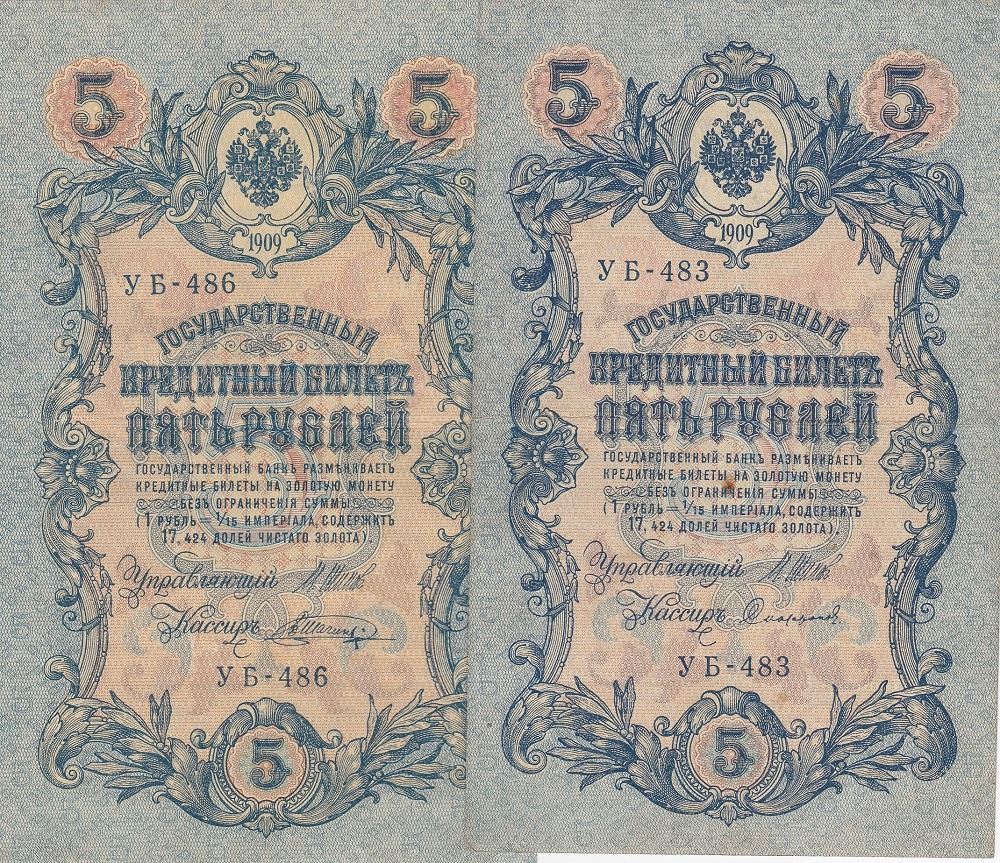 5 5
1909
УБ-486
ГОСУДАРСТВЕННЫЙ
КРЕДИТНЫЙ БИЛЕТЪ
ПЯТЬ РУБЛЕЙ
ГОСУДАРСТВЕННЫЙ БАНКЪ РАЗМѢНИВАЕТЪ
КРЕДИТНЫЕ БИЛЕТЫ НА ЗОЛОТУЮ МОНЕТУ
БЕЗЪ ОГРАНИЧЕНІЯ СУММЫ
(1 РУБЛЬ = 1/15 ИМПЕРІАЛА, СОДЕРЖИТЪ
17,424 ДОЛЕЙ ЧИСТАГО ЗОЛОТА).
Управляющій
Кассиръ
УБ-486
5
5 5
1909
УБ-483
ГОСУДАРСТВЕННЫЙ
КРЕДИТНЫЙ БИЛЕТЪ
ПЯТЬ РУБЛЕЙ
ГОСУДАРСТВЕННЫЙ БАНКЪ РАЗМѢНИВАЕТЪ
КРЕДИТНЫЕ БИЛЕТЫ НА ЗОЛОТУЮ МОНЕТУ
БЕЗЪ ОГРАНИЧЕНІЯ СУММЫ
(1 РУБЛЬ = 1/15 ИМПЕРІАЛА, СОДЕРЖИТЪ
17,424 ДОЛЕЙ ЧИСТАГО ЗОЛОТА).
Управляющій
Кассиръ
УБ-483
5